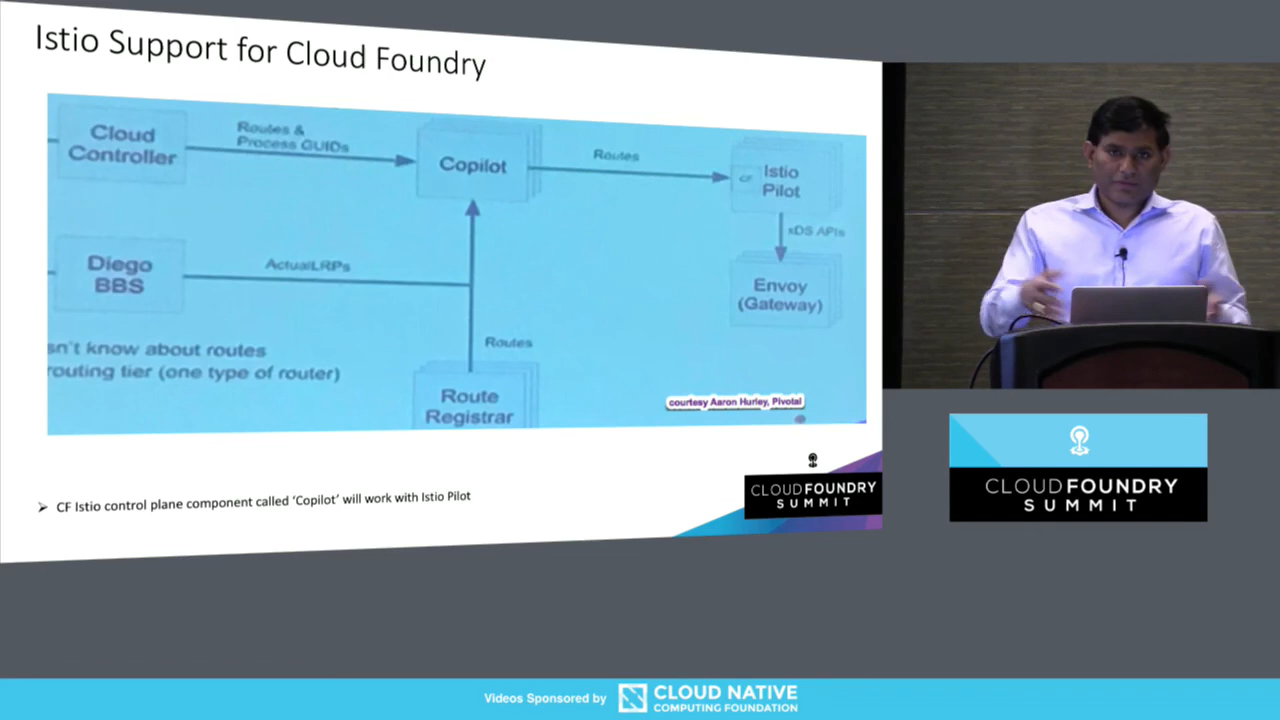 Istio Support for Cloud Foundry
Cloud
Controller
Routes &
Process GUIDs
Copilot
Routes
CF
Istio
Pilot
xDS APIs
Diego
BBS
ActualLRPs
Envoy
(Gateway)
sn't know about routes
routing tier (one type of router)
Routes
Route
Registrar
courtesy Aaron Hurley, Pivotal
➢ CF Istio control plane component called ‘Copilot’ will work with Istio Pilot
CLOUDFOUNDRY
SUMMIT
CLOUDFOUNDRY
SUMMIT
Videos Sponsored by
CLOUD NATIVE
COMPUTING FOUNDATION